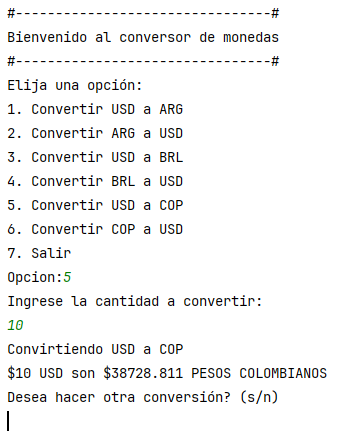 #--------------------------------#
Bienvenido al conversor de monedas
#--------------------------------#
Elija una opción:
1. Convertir USD a ARG
2. Convertir ARG a USD
3. Convertir USD a BRL
4. Convertir BRL a USD
5. Convertir USD a COP
6. Convertir COP a USD
7. Salir
Opcion:5
Ingrese la cantidad a convertir:
10
Convirtiendo USD a COP
$10 USD son $38728.811 PESOS COLOMBIANOS
Desea hacer otra conversión? (s/n)